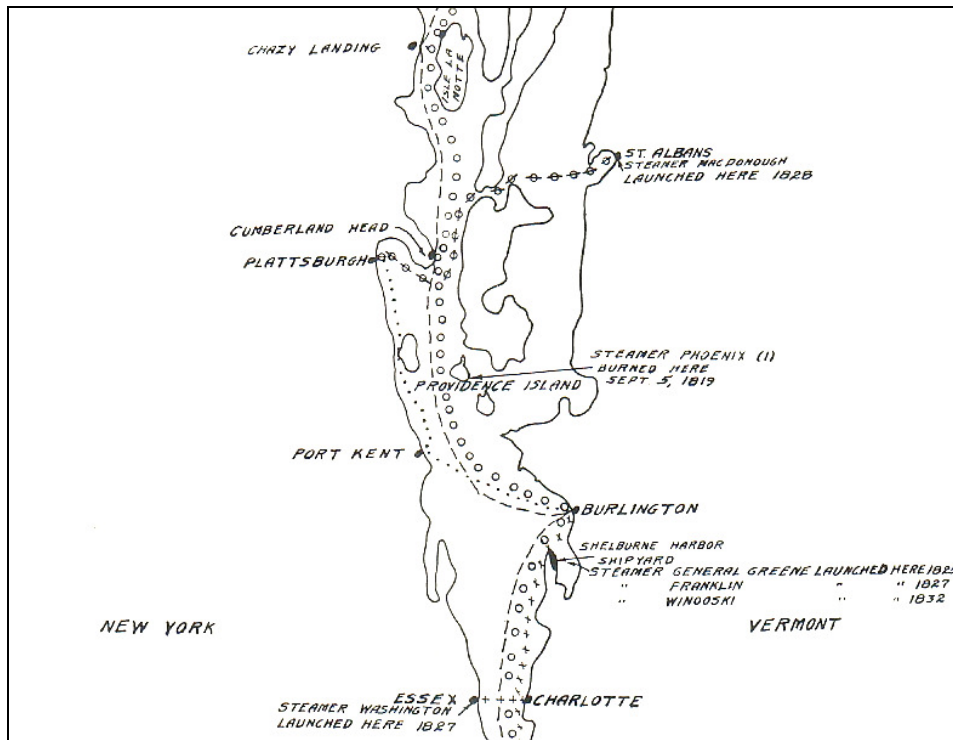 CHAZY LANDING
ISLE LA
MOTTE
ST. ALBANS
STEAMER MACDONOUGH
LAUNCHED HERE 1828
CUMBERLAND HEAD
PLATTSBURGH
STEAMER PHOENIX (1)
BURNED HERE
SEPT. 5, 1819
PROVIDENCE ISLAND
PORT KENT
BURLINGTON
SHELBURNE HARBOR
SHIPYARD
STEAMER GENERAL GREENE LAUNCHED HERE
" FRANKLIN " " 1827
" WINOOSKI " " 1832
NEW YORK
VERMONT
ESSEX
CHARLOTTE
STEAMER WASHINGTON
LAUNCHED HERE 1827